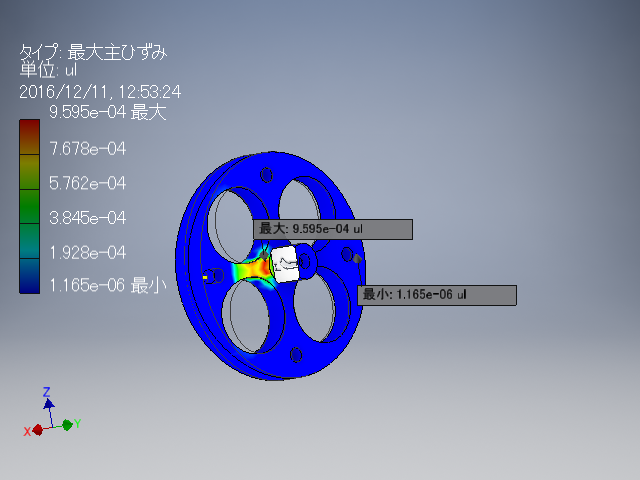 タイプ: 最大主ひずみ
単位: ul
2016/12/11, 12:53:24
9.595e-04 最大
7.678e-04
5.762e-04
3.845e-04
1.928e-04
1.165e-06 最小
最大: 9.595e-04 ul
最小: 1.165e-06 ul
Z
X
Y